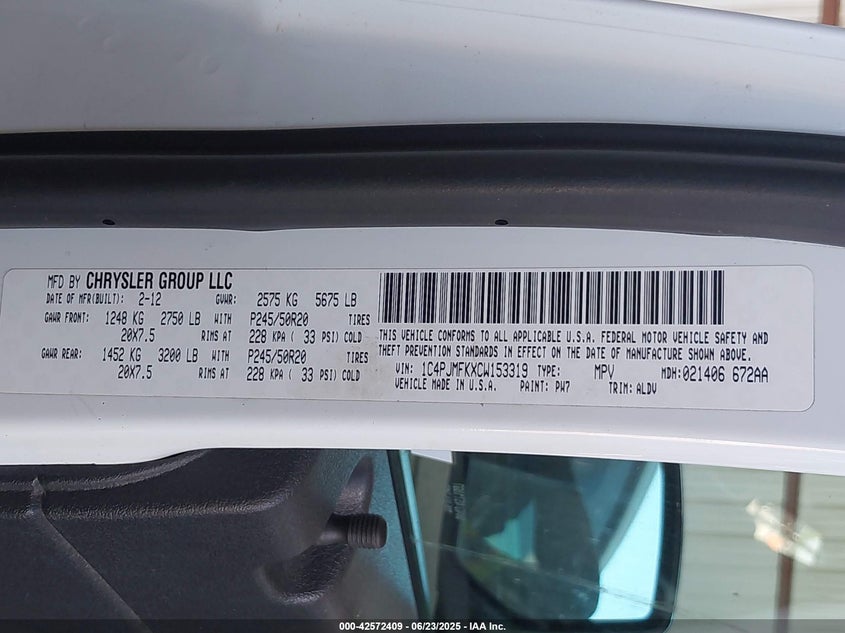 MFD BY CHRYSLER GROUP LLC
DATE OF MFR(BUILT): 2-12 GVWR: 2575 KG 5675 LB
GAWR FRONT: 1248 KG 2750 LB WITH P245/50R20 TIRES
20X7.5 RIMS AT 228 KPA ( 33 PSI) COLD
GAWR REAR: 1452 KG 3200 LB WITH P245/50R20 TIRES
20X7.5 RIMS AT 228 KPA ( 33 PSI) COLD
THIS VEHICLE CONFORMS TO ALL APPLICABLE U.S.A. FEDERAL MOTOR VEHICLE SAFETY AND
THEFT PREVENTION STANDARDS IN EFFECT ON THE DATE OF MANUFACTURE SHOWN ABOVE.
VIN: 1C4PJMFKXCW153319 TYPE: MPV MDH: 021406 672AA
VEHICLE MADE IN U.S.A. PAINT: PW7 TRIM: ALDV
000-42572409 - 06/23/2025 - IAA Inc.